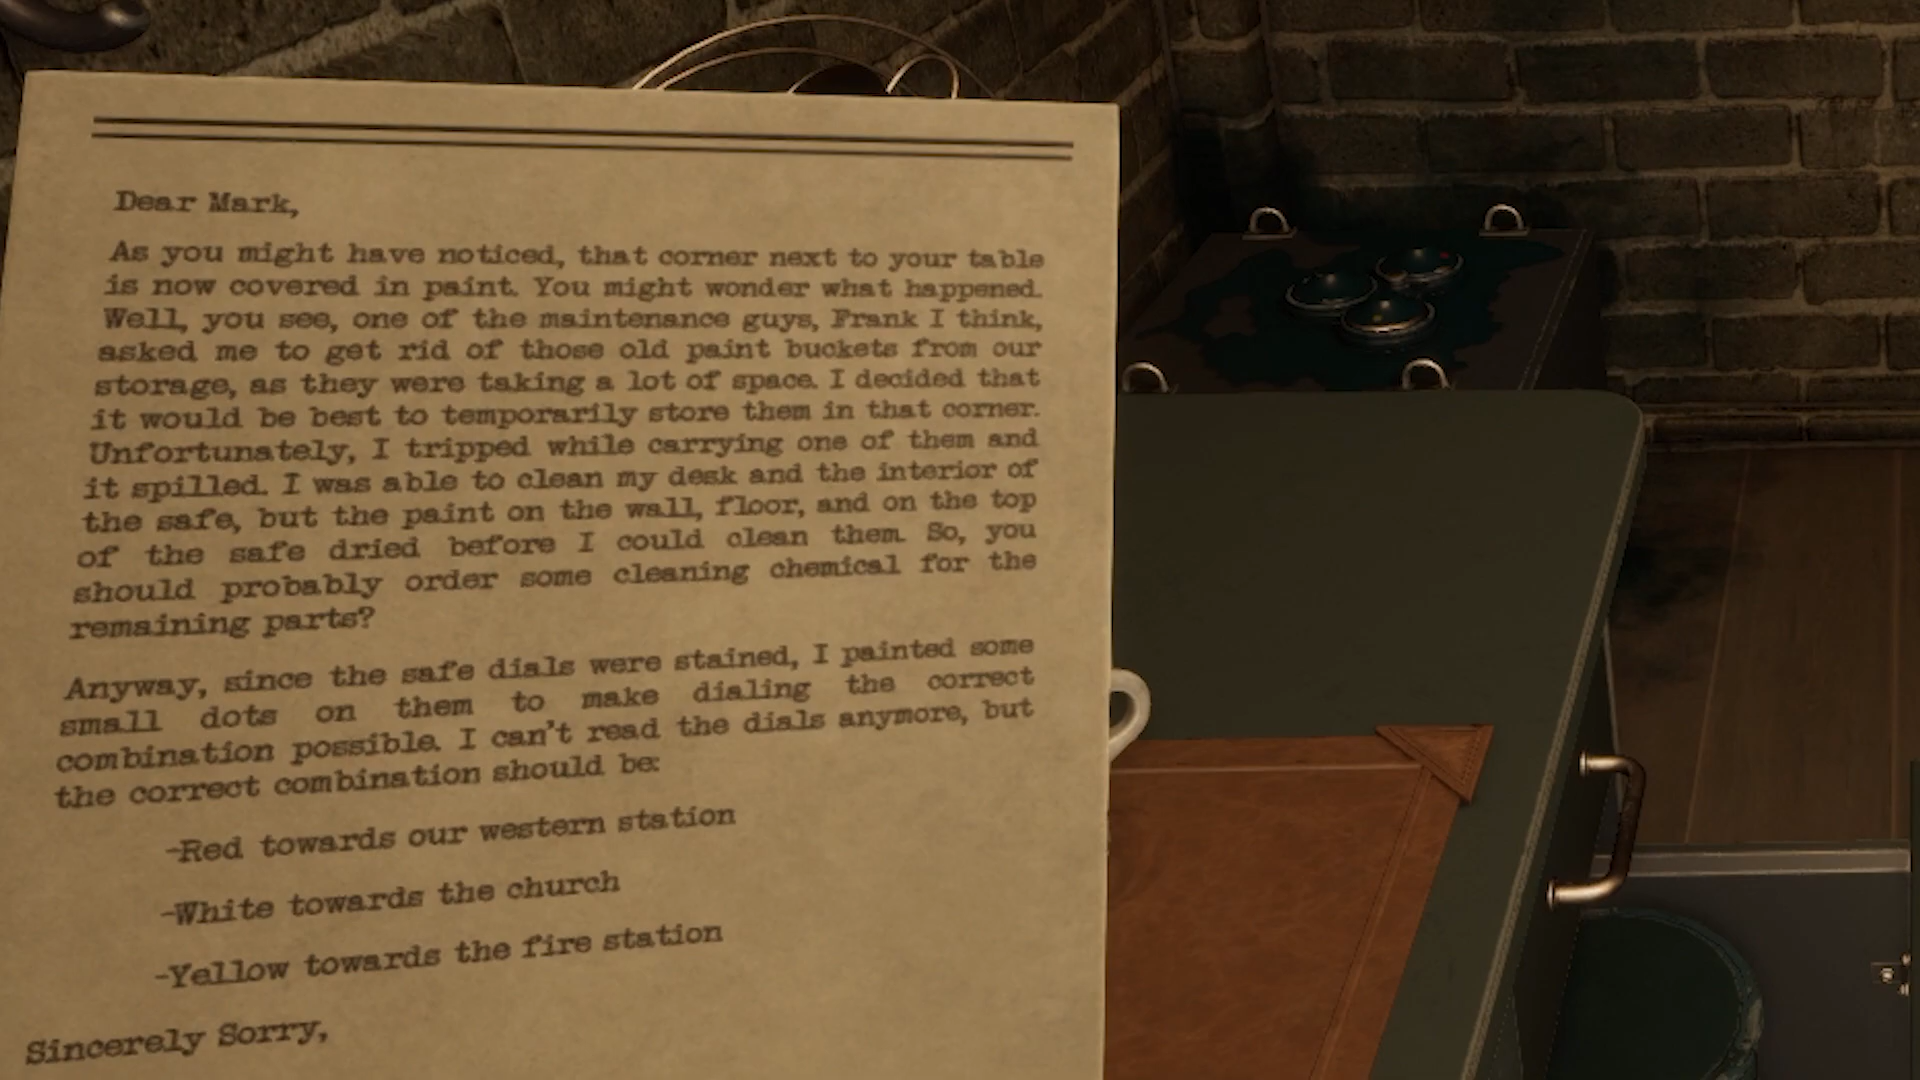 Dear Mark,
As you might have noticed, that corner next to your table
is now covered in paint. You might wonder what happened.
Well, you see, one of the maintenance guys, Frank I think,
asked me to get rid of those old paint buckets from our
storage, as they were taking a lot of space. I decided that
it would be best to temporarily store them in that corner.
Unfortunately, I tripped while carrying one of them and
it spilled. I was able to clean my desk and the interior of
the safe, but the paint on the wall, floor, and on the top
of the safe dried before I could clean them. So, you
should probably order some cleaning chemical for the
remaining parts?
Anyway, since the safe dials were stained, I painted some
small dots on them to make dialing the correct
combination possible. I can't read the dials anymore, but
the correct combination should be:
-Red towards our western station
-White towards the church
-Yellow towards the fire station
Sincerely Sorry,